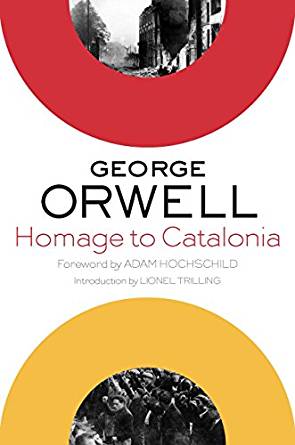 GEORGE
ORWELL
Homage to Catalonia
Foreword by ADAM HOCHSCHILD
Introduction by LIONEL TRILLING